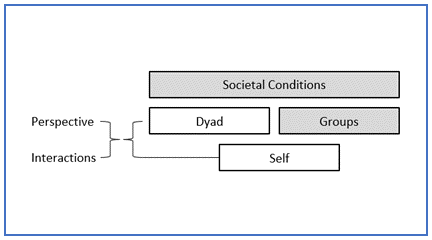 Societal Conditions
Perspective
Dyad
Groups
Interactions
Self